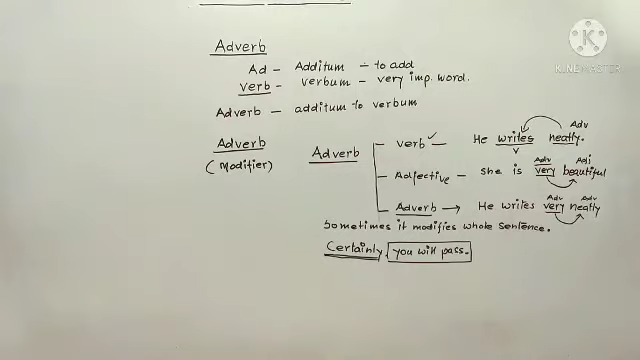 Adverb
Ad - Additum - to add
verb - verbum - very imp. word.
Adverb - additum to verbum
Adverb
(Modifier)
Adverb
verb ✓ - He writes neatly.
Adv
V
Adjective - She is very beautiful
Adv Adj
Adverb → He writes very neatly
Adv Adv
Sometimes it modifies whole sentence.
Certainly, you will pass.
K
KINEMASTER